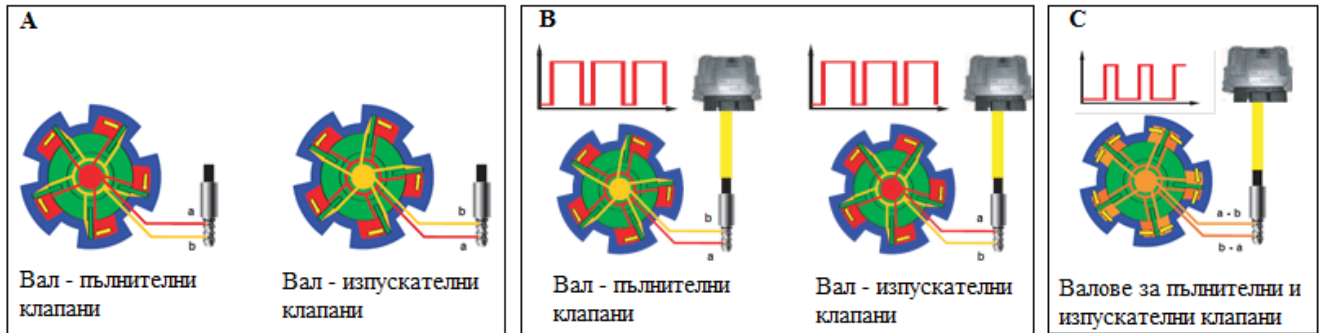 A
a
b
Вал - пълнителни
клапани
b
a
Вал - изпускателни
клапани
B
b
a
Вал - пълнителни
клапани
a
b
Вал - изпускателни
клапани
C
a - b
b - a
Валове за пълнителни и
изпускателни клапани